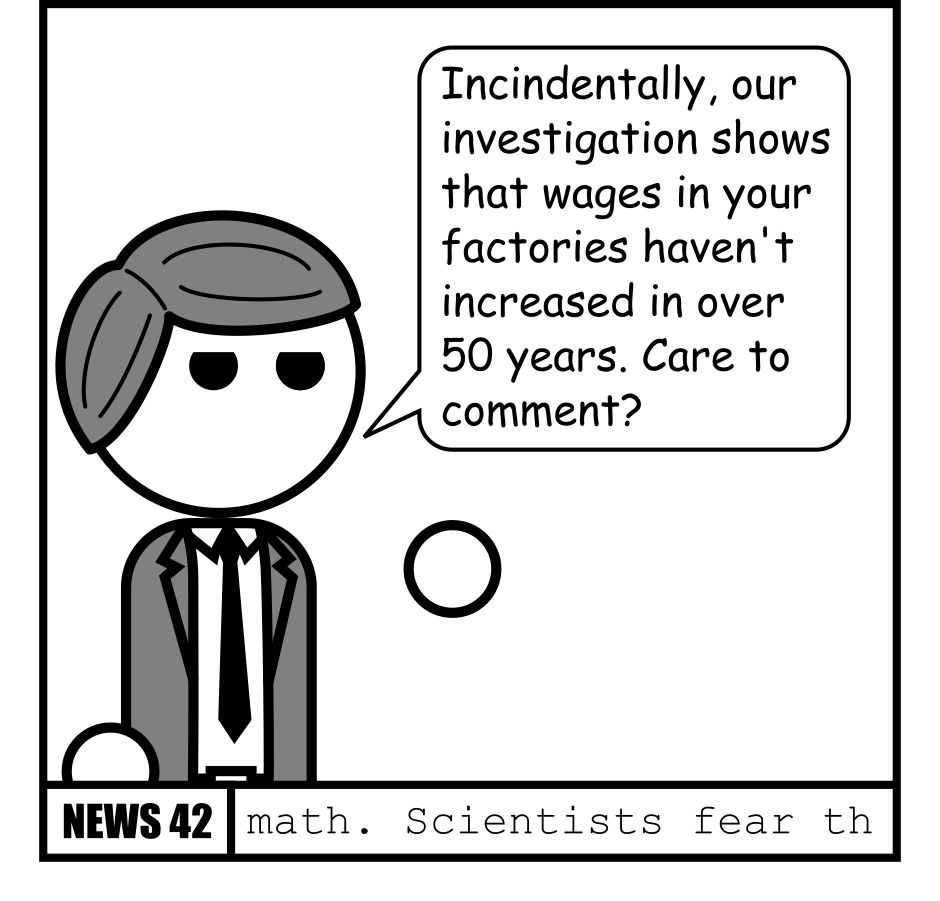 Incindentally, our
investigation shows
that wages in your
factories haven't
increased in over
50 years. Care to
comment?
NEWS 42 math. Scientists fear th